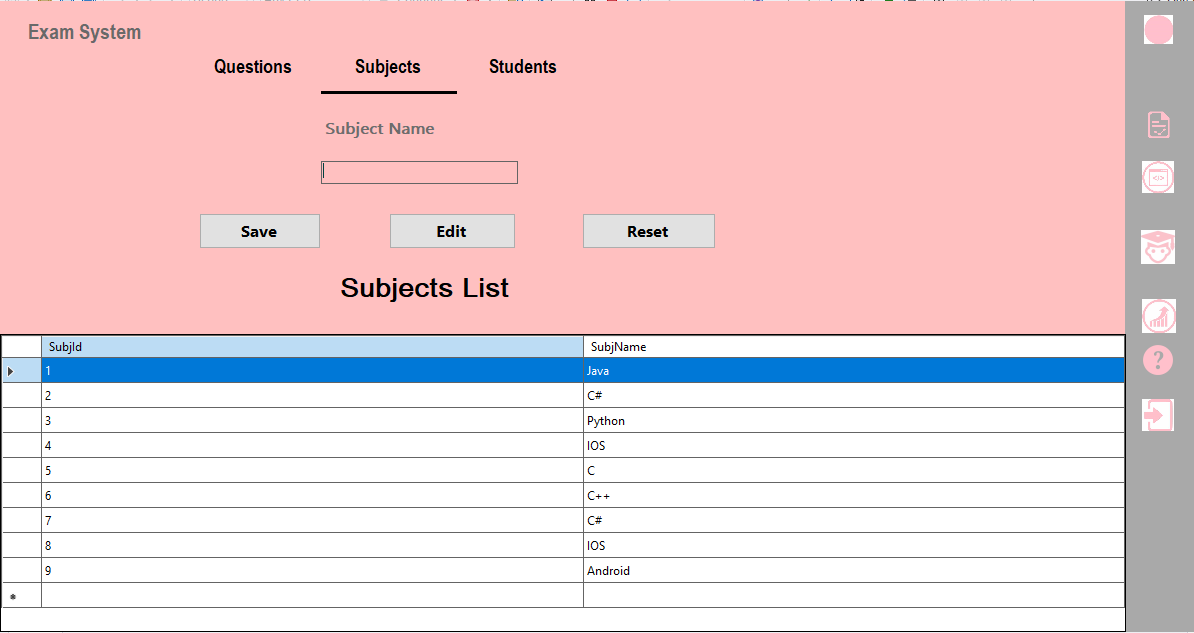 Exam System
Questions Subjects Students
Subject Name
Save Edit Reset
Subjects List
SubjId SubjName
1 Java
2 C#
3 Python
4 IOS
5 C
6 C++
7 C#
8 IOS
9 Android